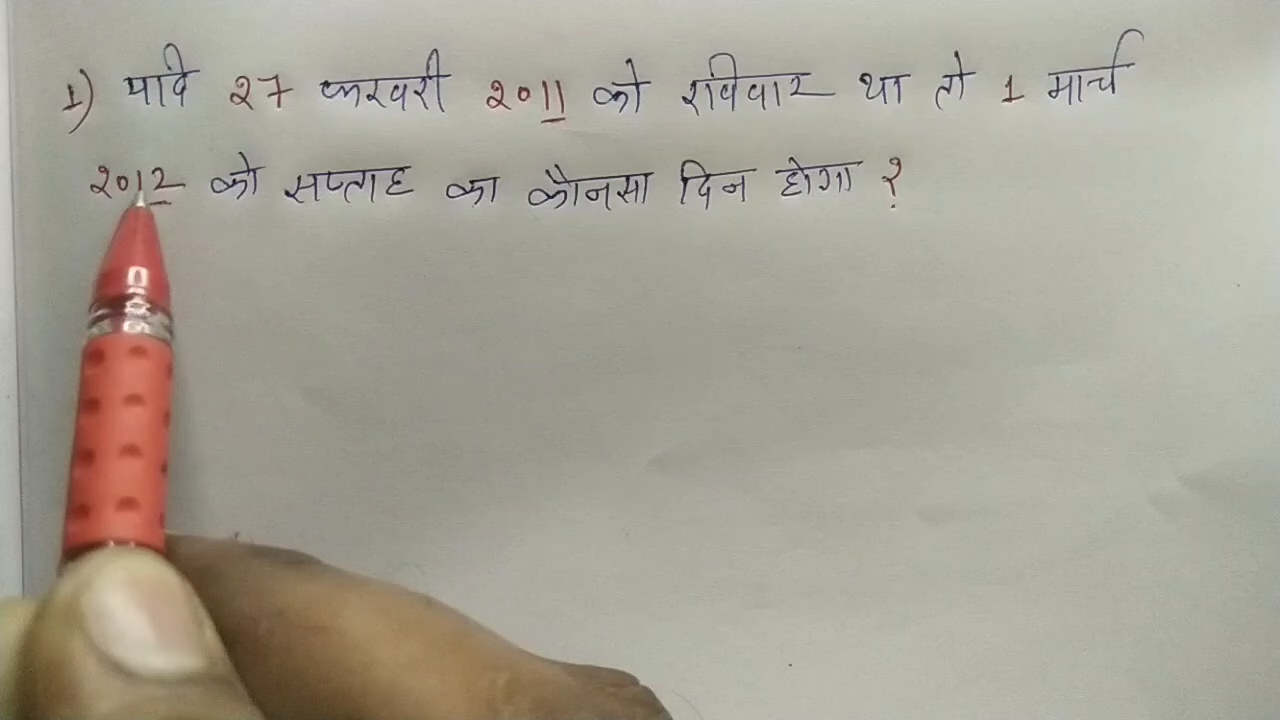 1) यदि 27 फरवरी 2011 को रविवार था तो 1 मार्च
2012 को सप्ताह का कौनसा दिन होगा ?